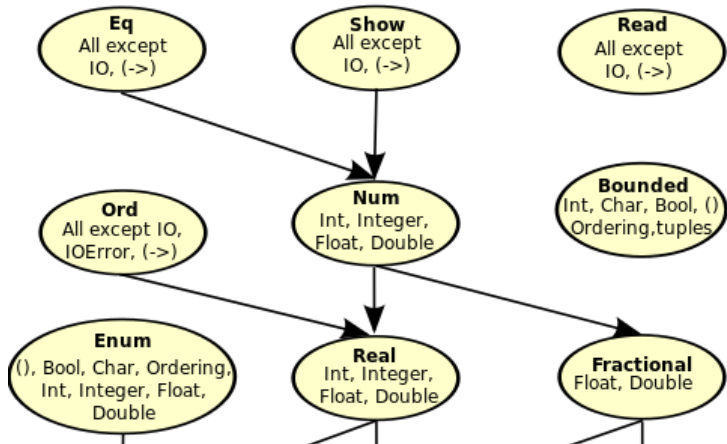 Eq
All except
IO, (->)
Show
All except
IO, (->)
Read
All except
IO, (->)
Ord
All except IO,
IOError, (->)
Num
Int, Integer,
Float, Double
Bounded
Int, Char, Bool, ()
Ordering,tuples
Enum
(), Bool, Char, Ordering,
Int, Integer, Float,
Double
Real
Int, Integer,
Float, Double
Fractional
Float, Double